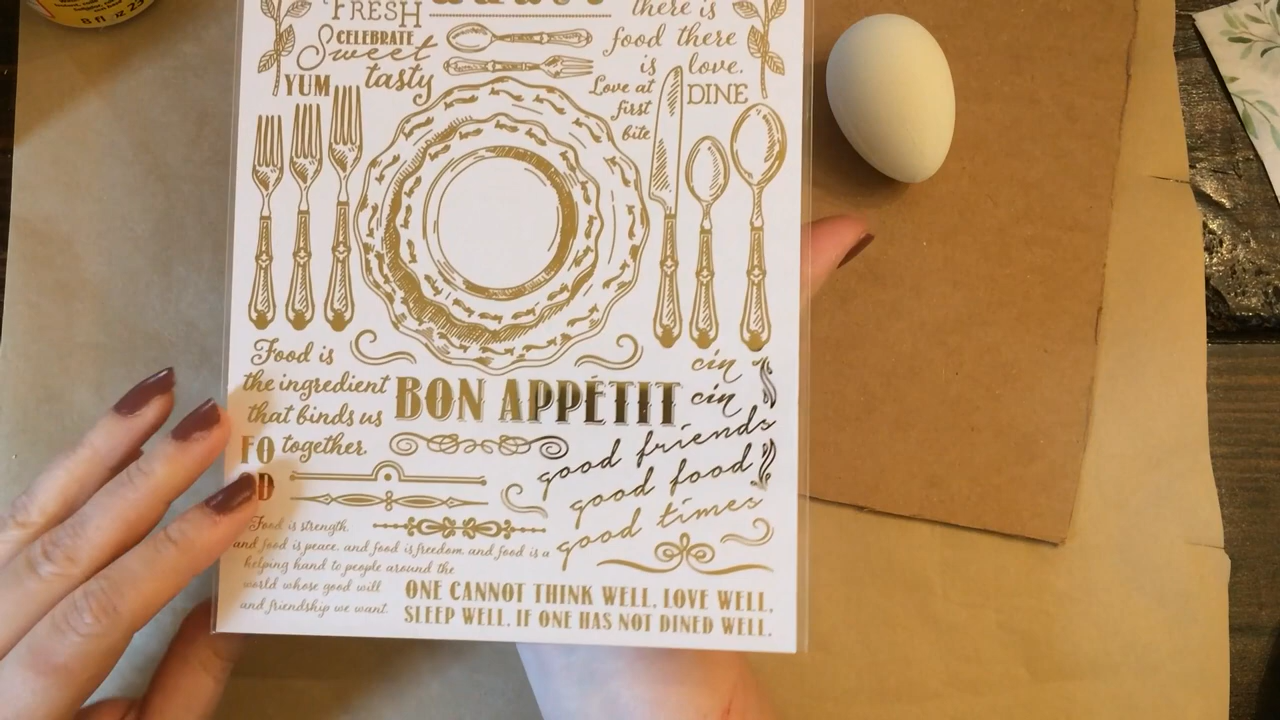 FRESH
CELEBRATE
Sweet
YUM tasty
there is
food there
is love.
Love at
first
bite
DINE
Food is
the ingredient
that binds us
together.
FO
OD
BON APPÉTIT
cin
cin
good friends
good food
good times
Food is strength,
and food is peace, and food is freedom, and food is a
helping hand to people around the
world whose good will
and friendship we want.
ONE CANNOT THINK WELL, LOVE WELL,
SLEEP WELL, IF ONE HAS NOT DINED WELL.